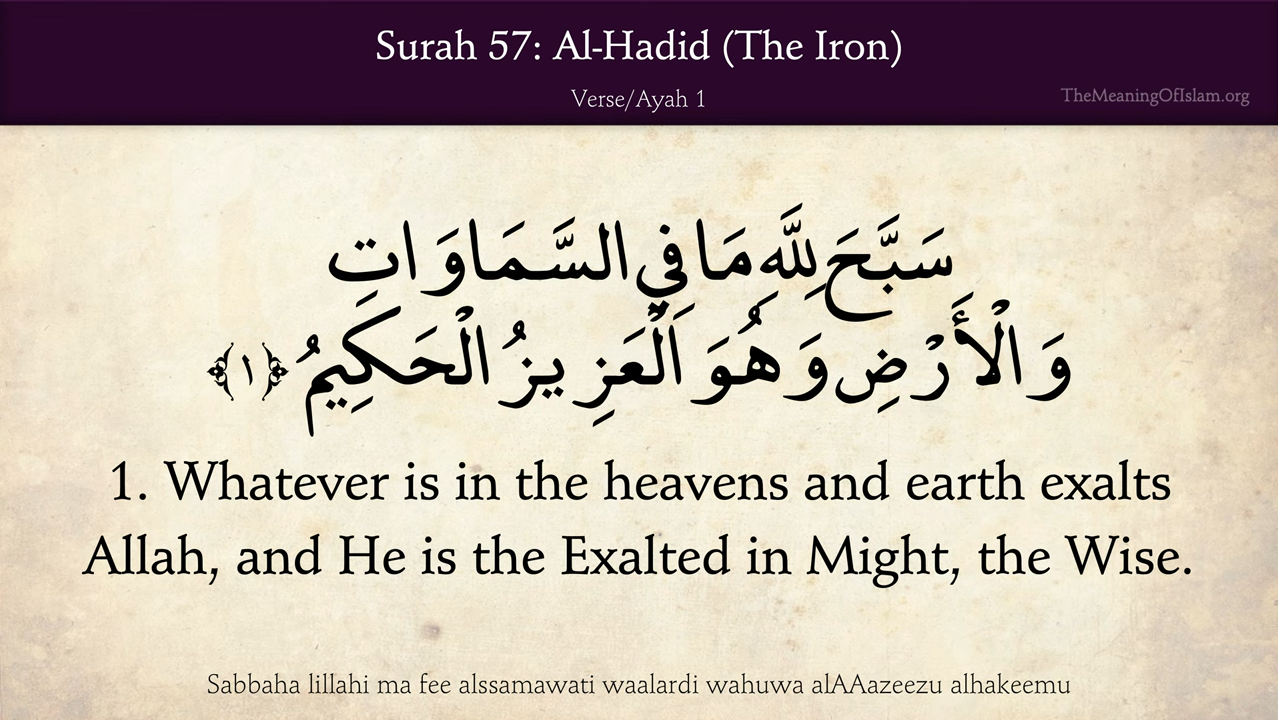 Surah 57: Al-Hadid (The Iron)
Verse/Ayah 1
TheMeaningOfIslam.org
سَبَّحَ لِلَّهِ مَا فِي السَّمَاوَاتِ
وَالْأَرْضِ وَهُوَ الْعَزِيزُ الْحَكِيمُ ﴿١﴾
1. Whatever is in the heavens and earth exalts
Allah, and He is the Exalted in Might, the Wise.
Sabbaha lillahi ma fee alssamawati waalardi wahuwa alAAazeezu alhakeemu